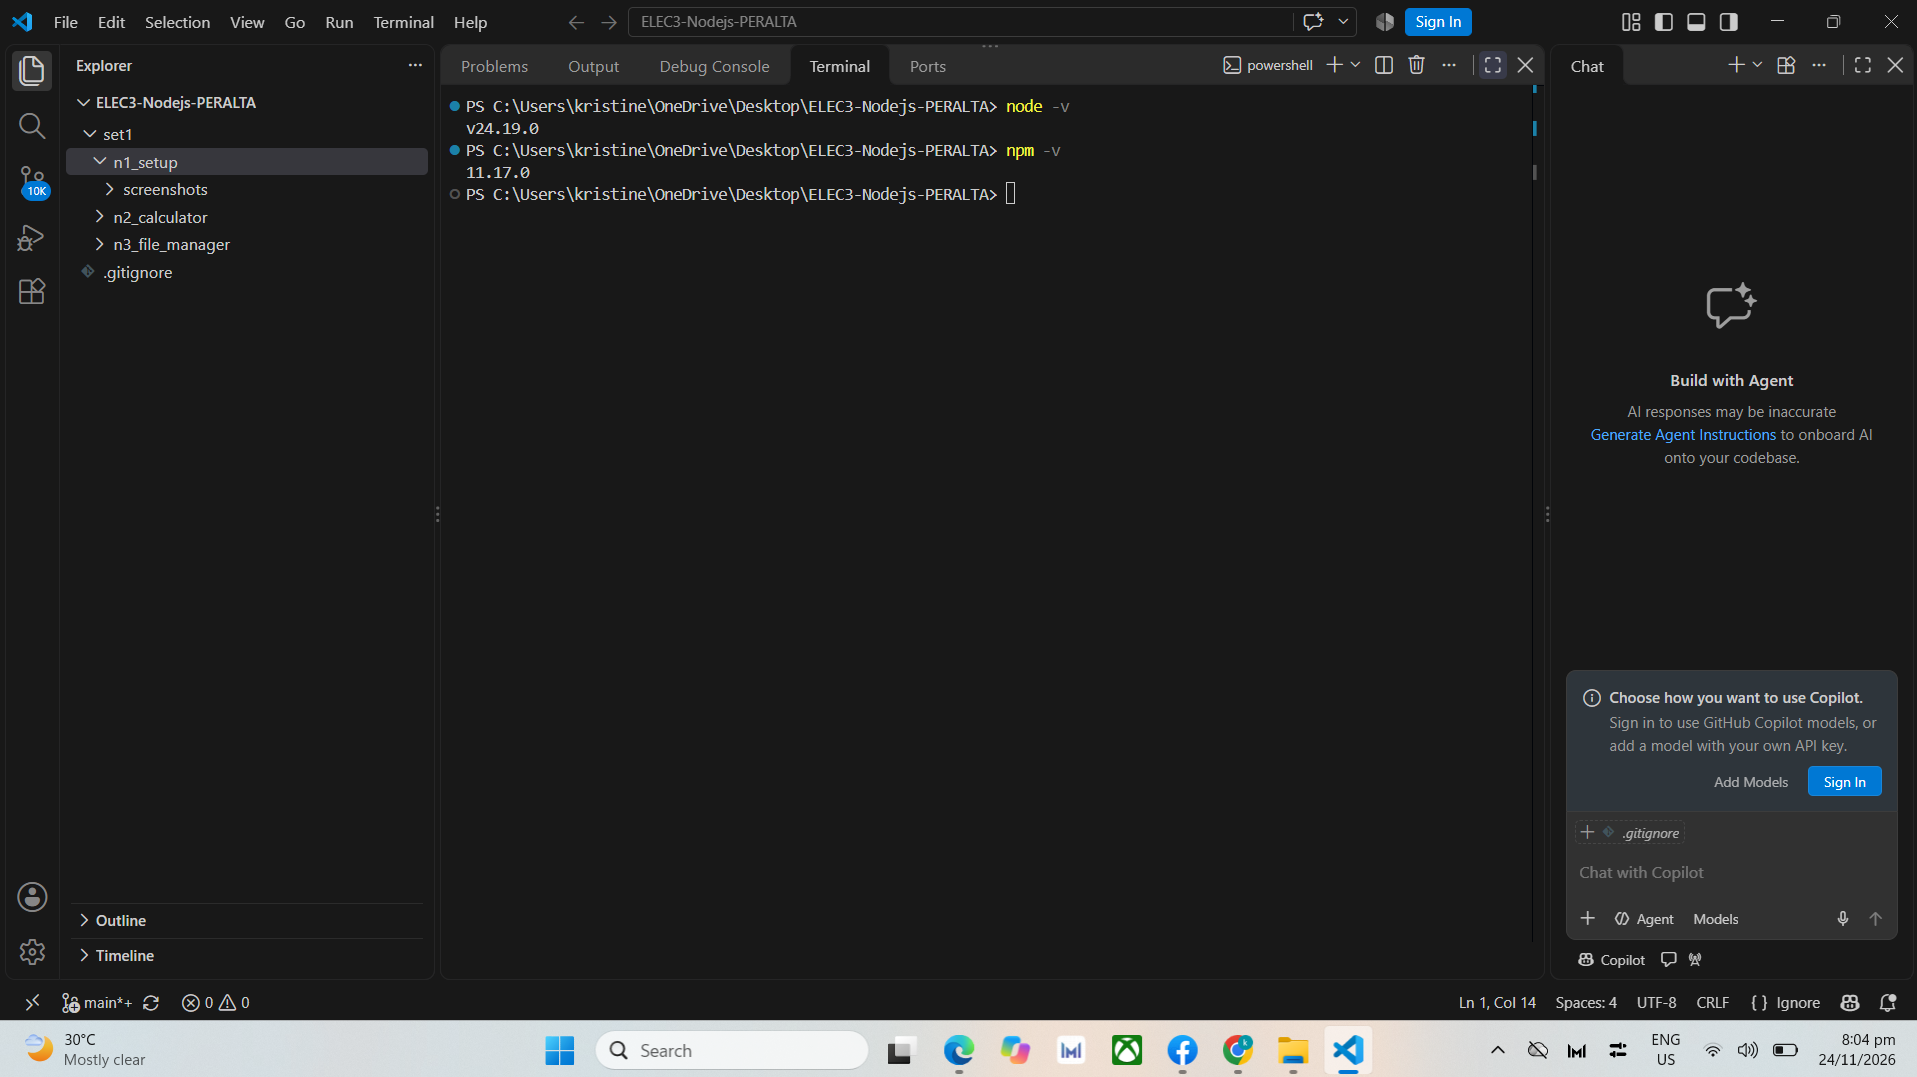 File Edit Selection View Go Run Terminal Help
ELEC3-Nodejs-PERALTA
Sign In
Explorer
ELEC3-Nodejs-PERALTA
set1
n1_setup
screenshots
n2_calculator
n3_file_manager
.gitignore
10K
Outline
Timeline
Problems Output Debug Console Terminal Ports
powershell
PS C:\Users\kristine\OneDrive\Desktop\ELEC3-Nodejs-PERALTA> node -v
v24.19.0
PS C:\Users\kristine\OneDrive\Desktop\ELEC3-Nodejs-PERALTA> npm -v
11.17.0
PS C:\Users\kristine\OneDrive\Desktop\ELEC3-Nodejs-PERALTA>
Chat
Build with Agent
AI responses may be inaccurate
Generate Agent Instructions to onboard AI
onto your codebase.
Choose how you want to use Copilot.
Sign in to use GitHub Copilot models, or
add a model with your own API key.
Add Models Sign In
.gitignore
Chat with Copilot
Agent Models
Copilot
main*+ 0 0
Ln 1, Col 14 Spaces: 4 UTF-8 CRLF { } Ignore
30°C
Mostly clear
Search
ENG
US
8:04 pm
24/11/2026